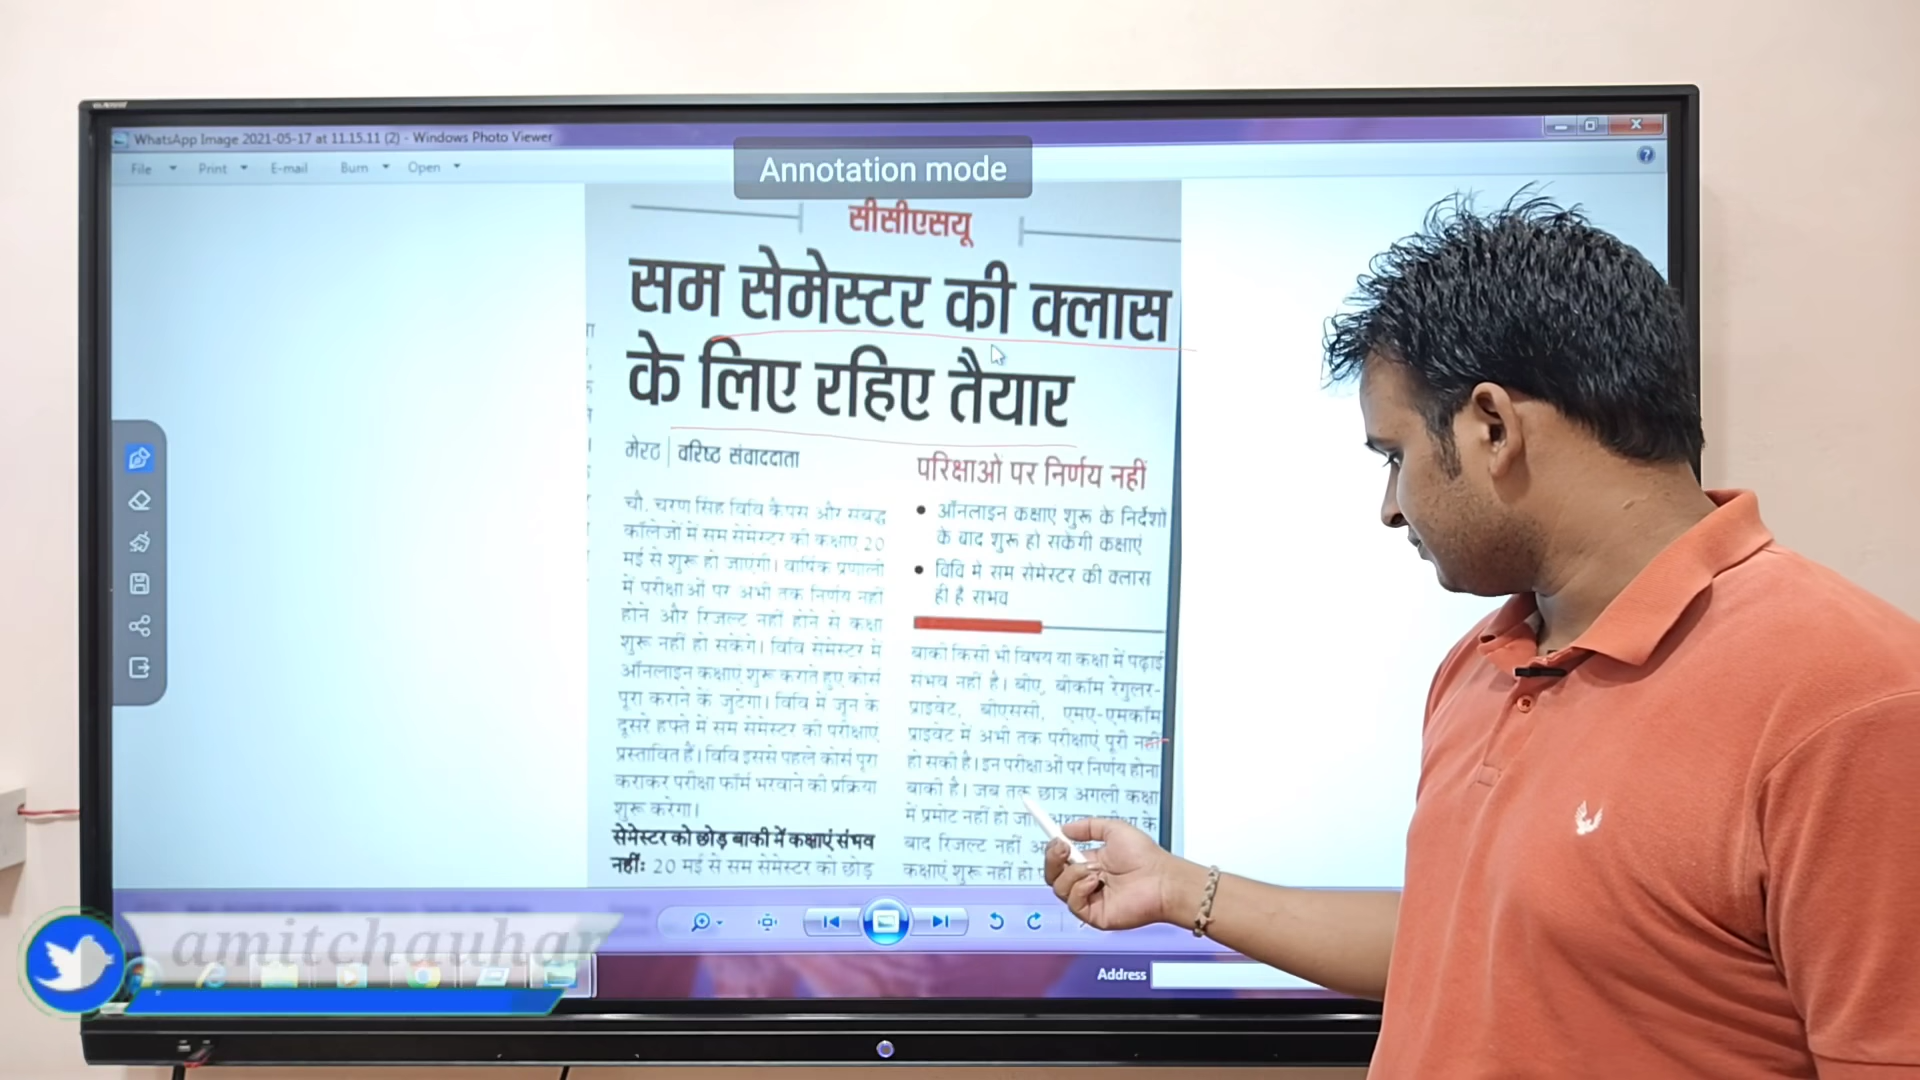 WhatsApp Image 2021-05-17 at 11.15.11 (2) - Windows Photo Viewer
File Print E-mail Burn Open
Annotation mode
सीसीएसयू
सम सेमेस्टर की क्लास
के लिए रहिए तैयार
मेरठ | वरिष्ठ संवाददाता
चौ. चरण सिंह विवि कैंपस और संबद्ध
कॉलेजों में सम सेमेस्टर की कक्षाएं 20
मई से शुरू हो जाएंगी। वार्षिक प्रणाली
में परीक्षाओं पर अभी तक निर्णय नहीं
होने और रिजल्ट नहीं होने से कक्षा
शुरू नहीं हो सकेंगे। विवि सेमेस्टर में
ऑनलाइन कक्षाएं शुरू कराते हुए कोर्स
पूरा कराने के जुटेगा। विवि में जून के
दूसरे हफ्ते में सम सेमेस्टर की परीक्षाएं
प्रस्तावित हैं। विवि इससे पहले कोर्स पूरा
कराकर परीक्षा फॉर्म भरवाने की प्रक्रिया
शुरू करेगा।
सेमेस्टर को छोड़ बाकी में कक्षाएं संभव
नहीं: 20 मई से सम सेमेस्टर को छोड़
परिक्षाओं पर निर्णय नहीं
• ऑनलाइन कक्षाएं शुरू के निर्देशों
के बाद शुरू हो सकेंगी कक्षाएं
• विवि में सम सेमेस्टर की क्लास
ही है संभव
बाकी किसी भी विषय या कक्षा में पढ़ाई
संभव नहीं है। बीए, बीकॉम रेगुलर-
प्राइवेट, बीएससी, एमए-एमकॉम
प्राइवेट में अभी तक परीक्षाएं पूरी नहीं
हो सकी है। इन परीक्षाओं पर निर्णय होना
बाकी है। जब तक छात्र अगली कक्षा
में प्रमोट नहीं हो के
बाद रिजल्ट नहीं
कक्षाएं शुरू नहीं हो
amitchauhan
Address